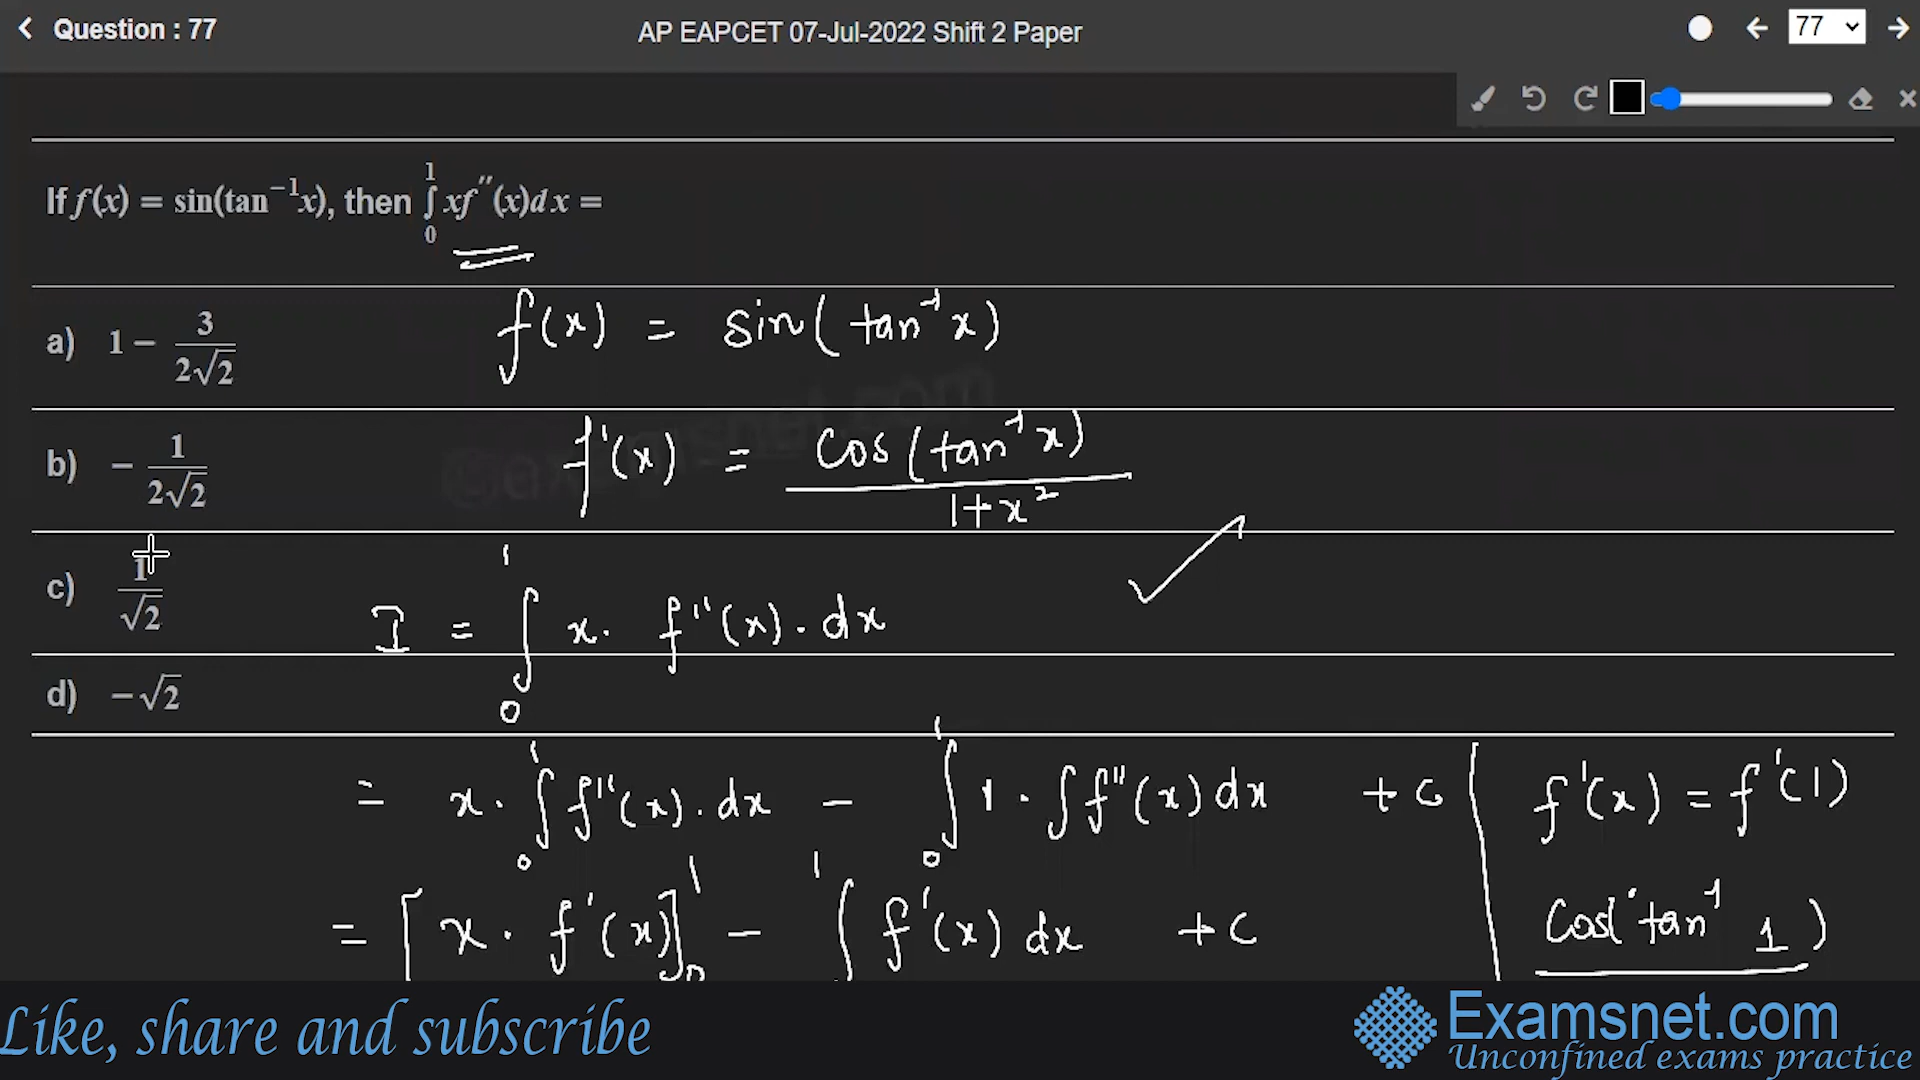 Question : 77
AP EAPCET 07-Jul-2022 Shift 2 Paper
77
If f(x) = sin(tan⁻¹x), then ∫₀¹ xf″(x)dx =
a) 1 − 3/2√2
f(x) = sin(tan⁻¹x)
b) − 1/2√2
f'(x) = cos(tan⁻¹x)/1+x²
c) 1/√2
I = ∫₀¹ x. f"(x). dx
d) −√2
= x. ∫₀¹ f"(x). dx − ∫₀¹ 1. ∫f"(x)dx + c
f'(x) = f'(1)
= [x. f'(x)]₀¹ − ∫¹ f'(x) dx + c
Cos(tan⁻¹ 1)
©examsnet.com
Like, share and subscribe
Examsnet.com
Unconfined exams practice